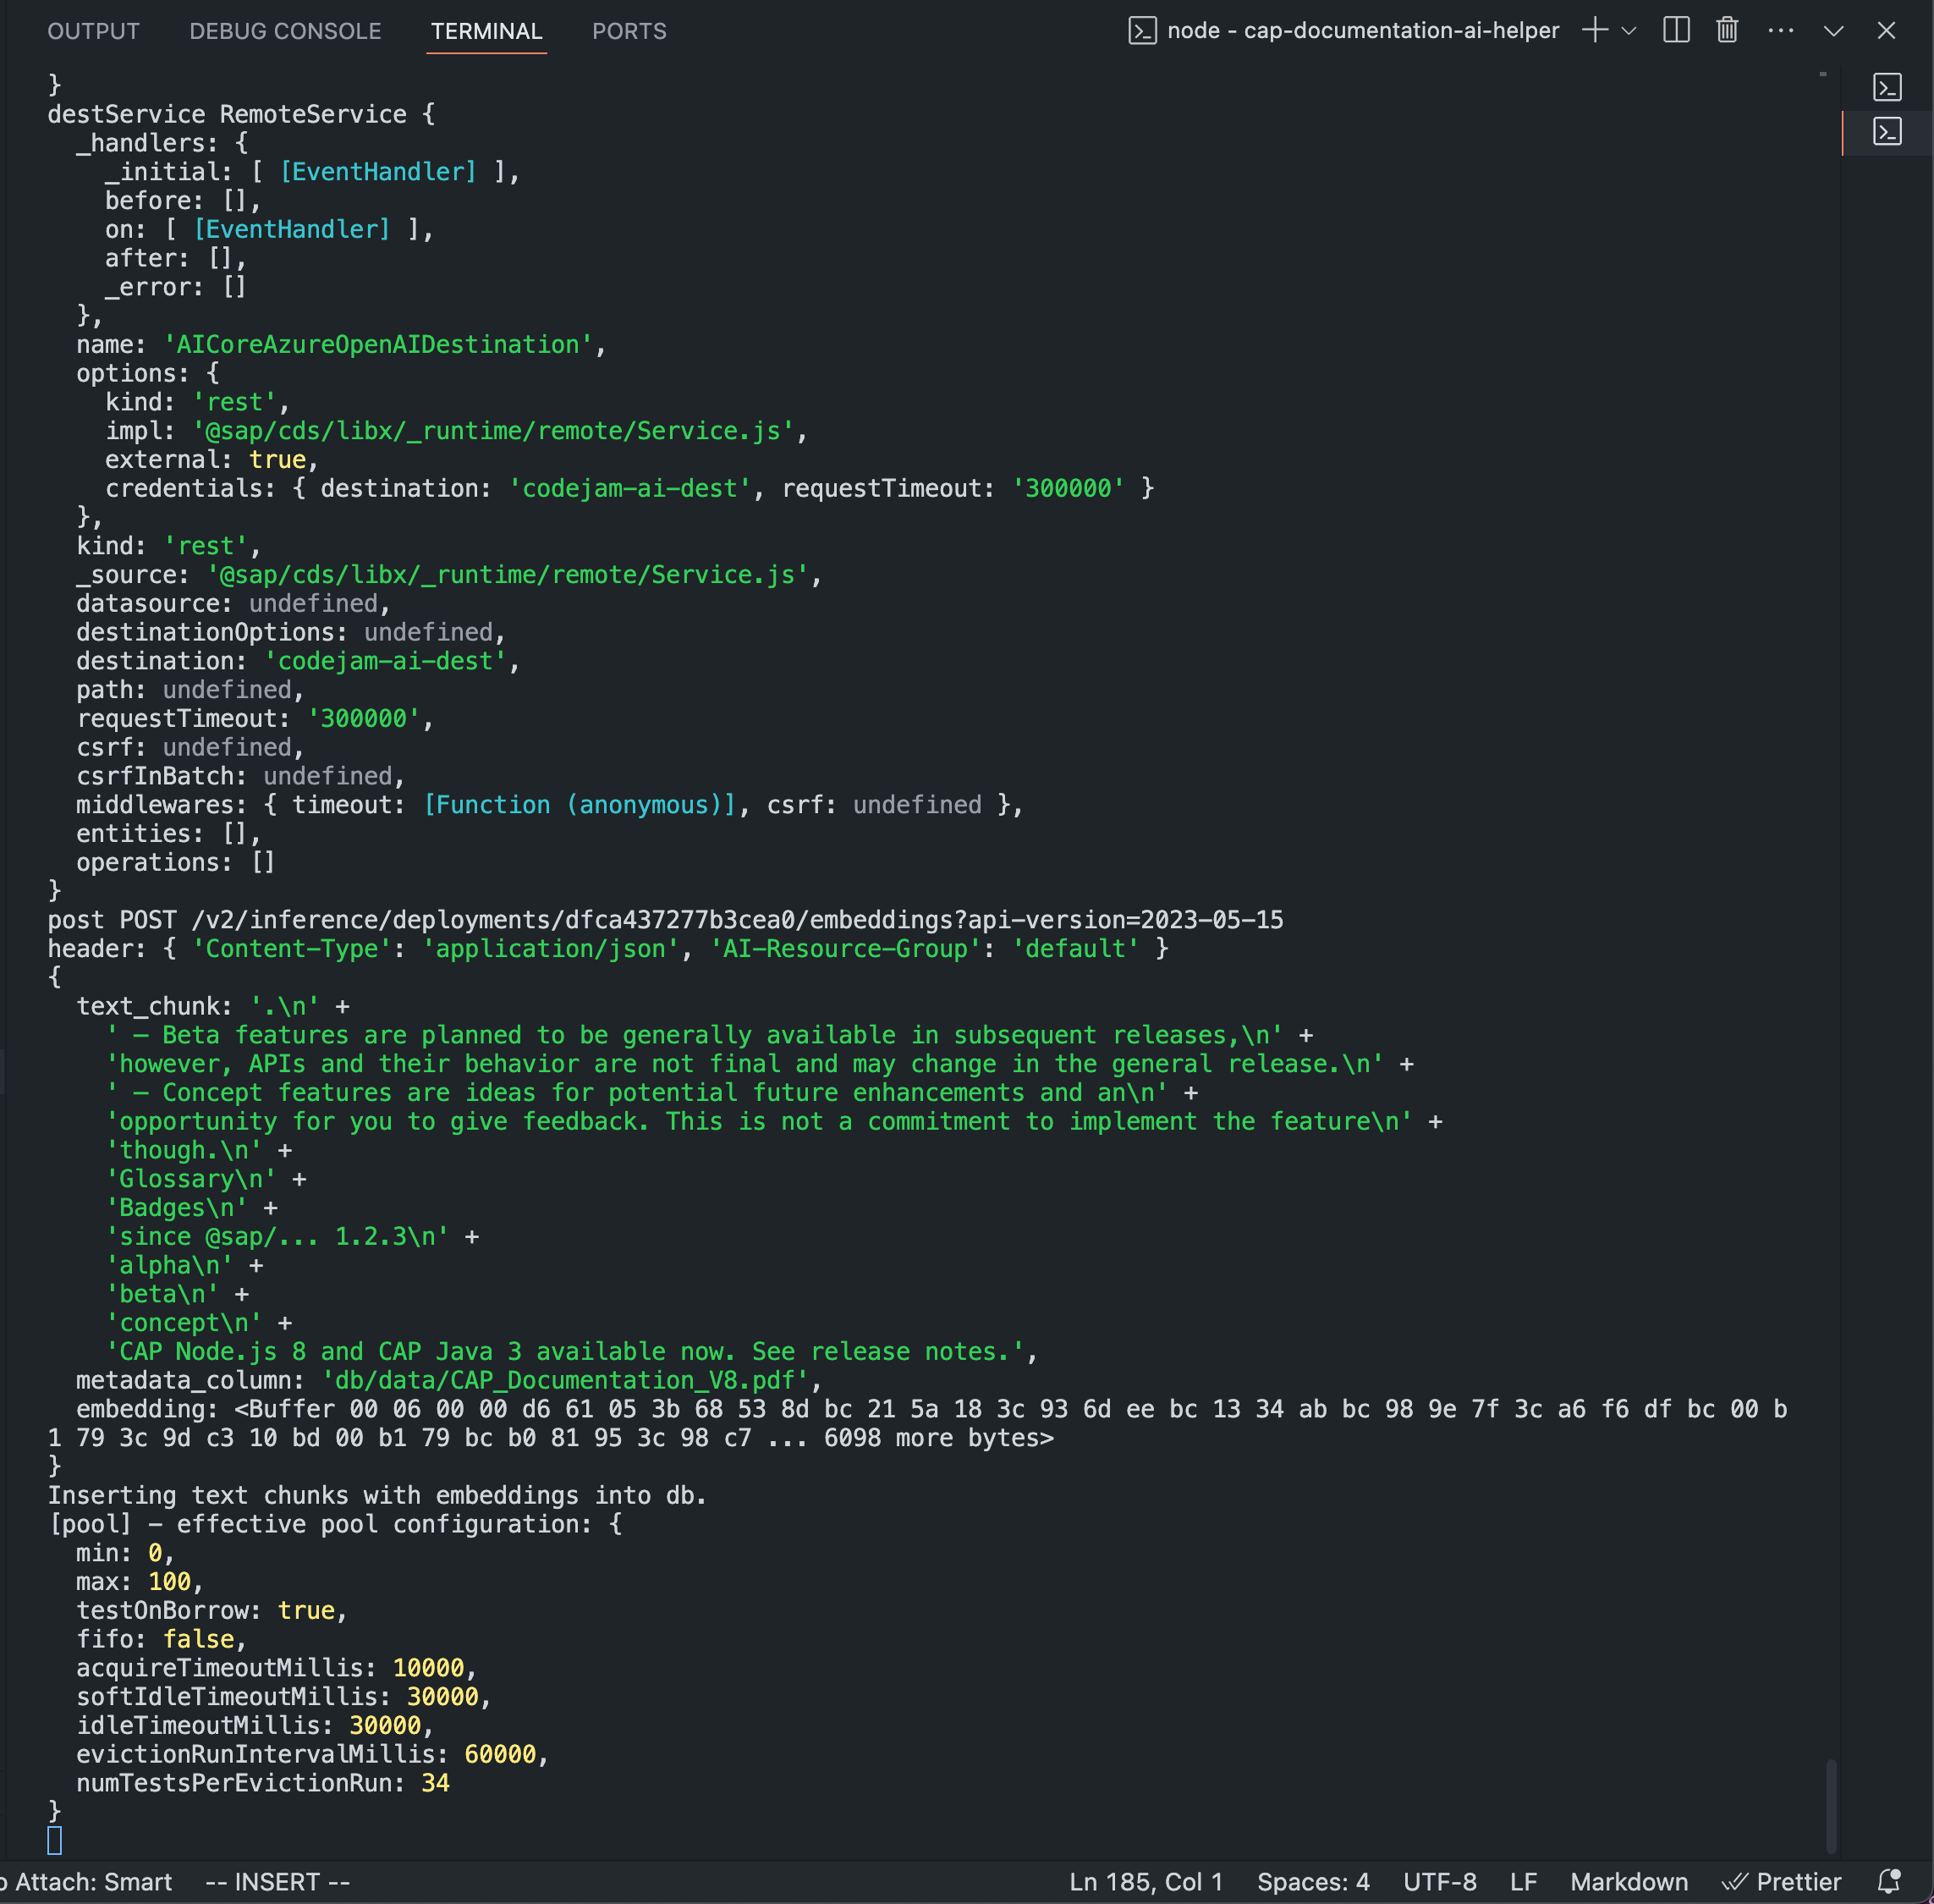 OUTPUT DEBUG CONSOLE TERMINAL PORTS node - cap-documentation-ai-helper
}
destService RemoteService {
  _handlers: {
    _initial: [ [EventHandler] ],
    before: [],
    on: [ [EventHandler] ],
    after: [],
    _error: []
  },
  name: 'AICoreAzureOpenAIDestination',
  options: {
    kind: 'rest',
    impl: '@sap/cds/libx/_runtime/remote/Service.js',
    external: true,
    credentials: { destination: 'codejam-ai-dest', requestTimeout: '300000' }
  },
  kind: 'rest',
  _source: '@sap/cds/libx/_runtime/remote/Service.js',
  datasource: undefined,
  destinationOptions: undefined,
  destination: 'codejam-ai-dest',
  path: undefined,
  requestTimeout: '300000',
  csrf: undefined,
  csrfInBatch: undefined,
  middlewares: { timeout: [Function (anonymous)], csrf: undefined },
  entities: [],
  operations: []
}
post POST /v2/inference/deployments/dfca437277b3cea0/embeddings?api-version=2023-05-15
header: { 'Content-Type': 'application/json', 'AI-Resource-Group': 'default' }
{
  text_chunk: '.\n' +
    ' – Beta features are planned to be generally available in subsequent releases,\n' +
    'however, APIs and their behavior are not final and may change in the general release.\n' +
    ' – Concept features are ideas for potential future enhancements and an\n' +
    'opportunity for you to give feedback. This is not a commitment to implement the feature\n' +
    'though.\n' +
    'Glossary\n' +
    'Badges\n' +
    'since @sap/... 1.2.3\n' +
    'alpha\n' +
    'beta\n' +
    'concept\n' +
    'CAP Node.js 8 and CAP Java 3 available now. See release notes.',
  metadata_column: 'db/data/CAP_Documentation_V8.pdf',
  embedding: <Buffer 00 06 00 00 d6 61 05 3b 68 53 8d bc 21 5a 18 3c 93 6d ee bc 13 34 ab bc 98 9e 7f 3c a6 f6 df bc 00 b
1 79 3c 9d c3 10 bd 00 b1 79 bc b0 81 95 3c 98 c7 ... 6098 more bytes>
}
Inserting text chunks with embeddings into db.
[pool] - effective pool configuration: {
  min: 0,
  max: 100,
  testOnBorrow: true,
  fifo: false,
  acquireTimeoutMillis: 10000,
  softIdleTimeoutMillis: 30000,
  idleTimeoutMillis: 30000,
  evictionRunIntervalMillis: 60000,
  numTestsPerEvictionRun: 34
}
Attach: Smart -- INSERT -- Ln 185, Col 1 Spaces: 4 UTF-8 LF Markdown Prettier